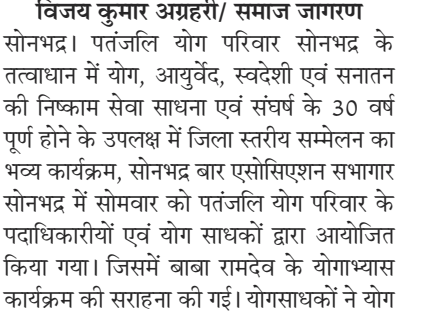 विजय कुमार अग्रहरी/ समाज जागरण
सोनभद्र। पतंजलि योग परिवार सोनभद्र के
तत्वाधान में योग, आयुर्वेद, स्वदेशी एवं सनातन
की निष्काम सेवा साधना एवं संघर्ष के 30 वर्ष
पूर्ण होने के उपलक्ष में जिला स्तरीय सम्मेलन का
भव्य कार्यक्रम, सोनभद्र बार एसोसिएशन सभागार
सोनभद्र में सोमवार को पतंजलि योग परिवार के
पदाधिकारीयों एवं योग साधकों द्वारा आयोजित
किया गया। जिसमें बाबा रामदेव के योगाभ्यास
कार्यक्रम की सराहना की गई। योगसाधकों ने योग